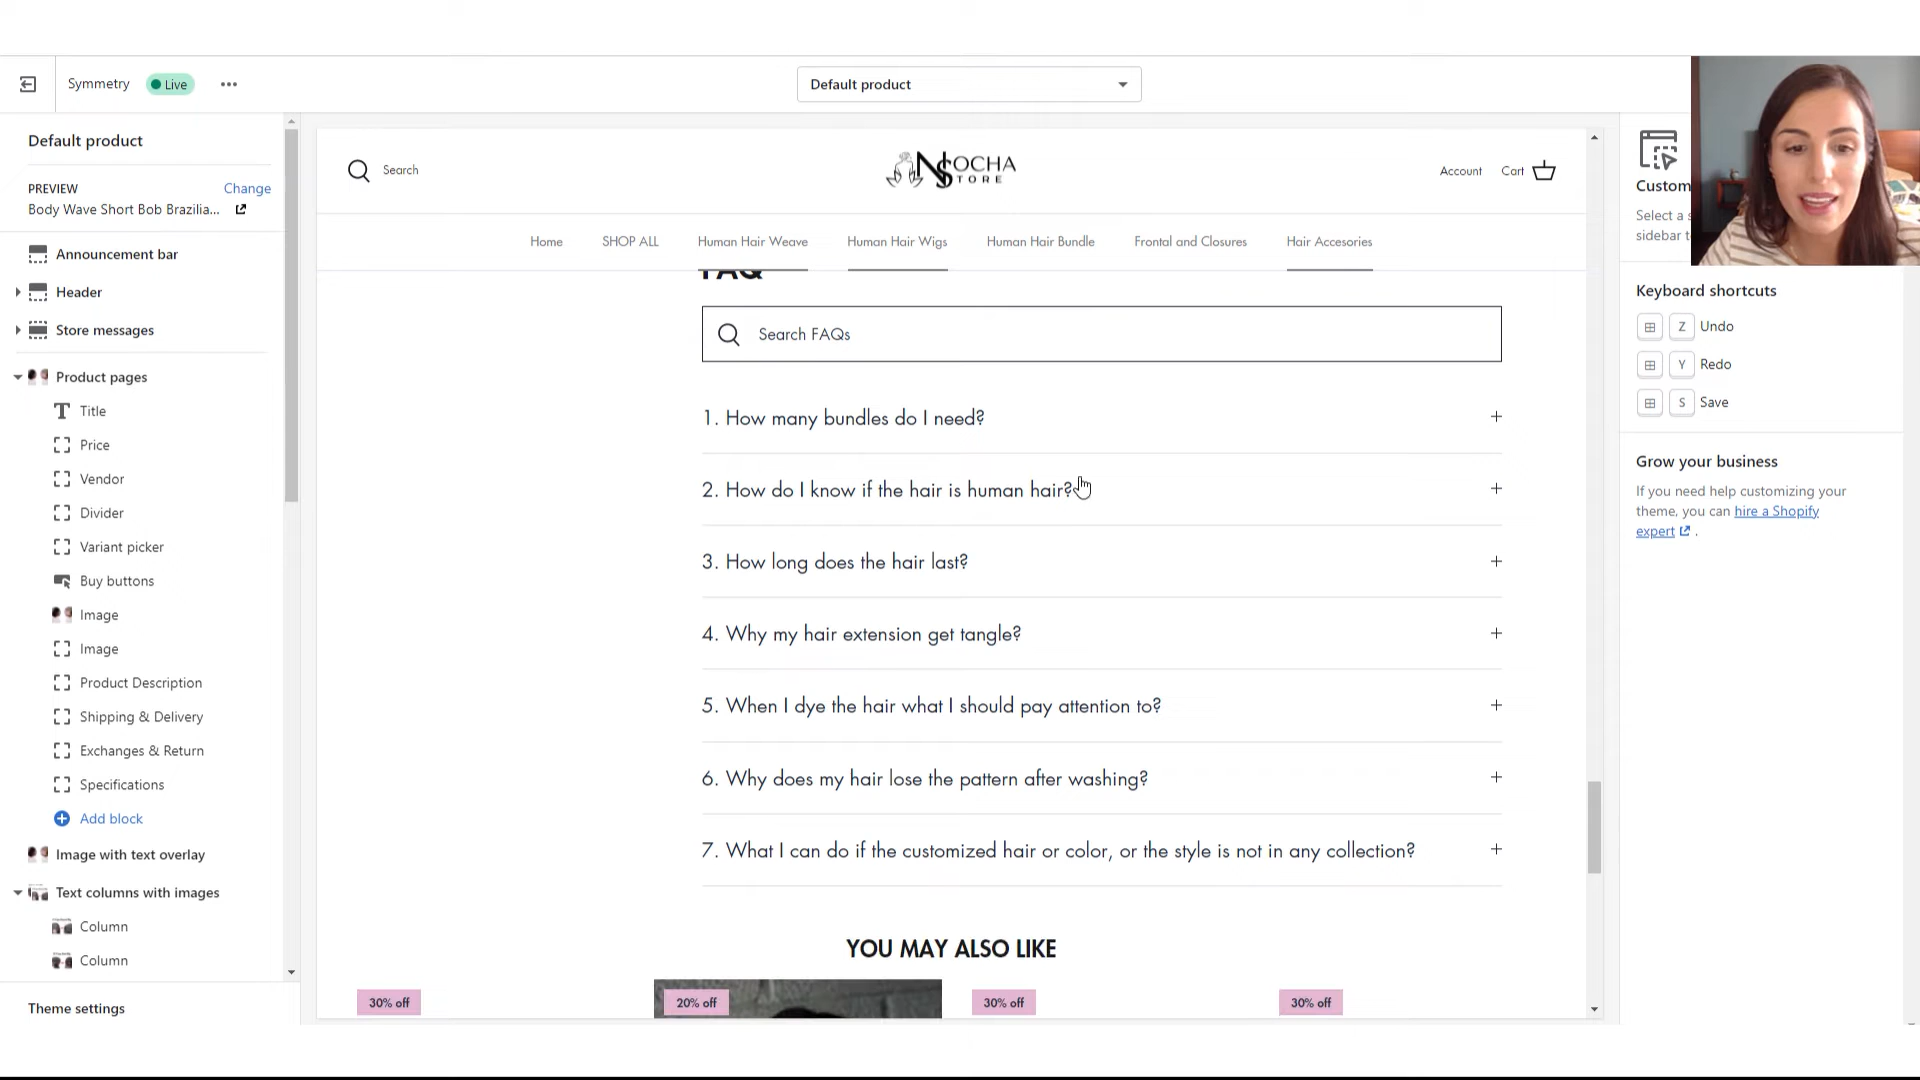 Symmetry
Live
Default product
Default product
PREVIEW
Change
Body Wave Short Bob Brazilia...
Announcement bar
Header
Store messages
Product pages
Title
Price
Vendor
Divider
Variant picker
Buy buttons
Image
Image
Product Description
Shipping & Delivery
Exchanges & Return
Specifications
Add block
Image with text overlay
Text columns with images
Column
Column
Theme settings
Search
NOCHA
STORE
Account
Cart
Home
SHOP ALL
Human Hair Weave
Human Hair Wigs
Human Hair Bundle
Frontal and Closures
Hair Accesories
FAQ
Search FAQs
1. How many bundles do I need?
2. How do I know if the hair is human hair?
3. How long does the hair last?
4. Why my hair extension get tangle?
5. When I dye the hair what I should pay attention to?
6. Why does my hair lose the pattern after washing?
7. What I can do if the customized hair or color, or the style is not in any collection?
YOU MAY ALSO LIKE
30% off
20% off
30% off
30% off
Custom
Select a s
sidebar t
Keyboard shortcuts
Z Undo
Y Redo
S Save
Grow your business
If you need help customizing your
theme, you can hire a Shopify
expert .